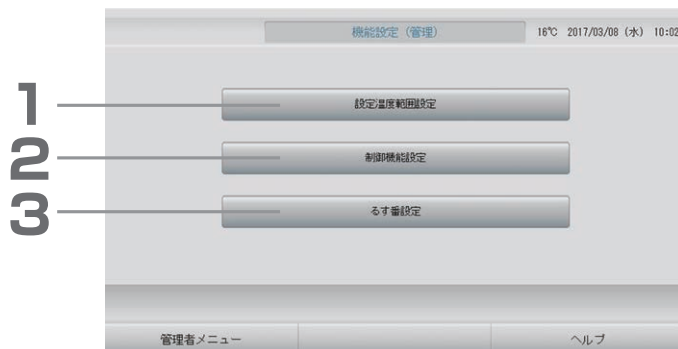 機能設定（管理）
16℃ 2017/03/08（水） 10:02
1
設定温度範囲設定
2
制御機能設定
3
るす番設定
管理者メニュー
ヘルプ